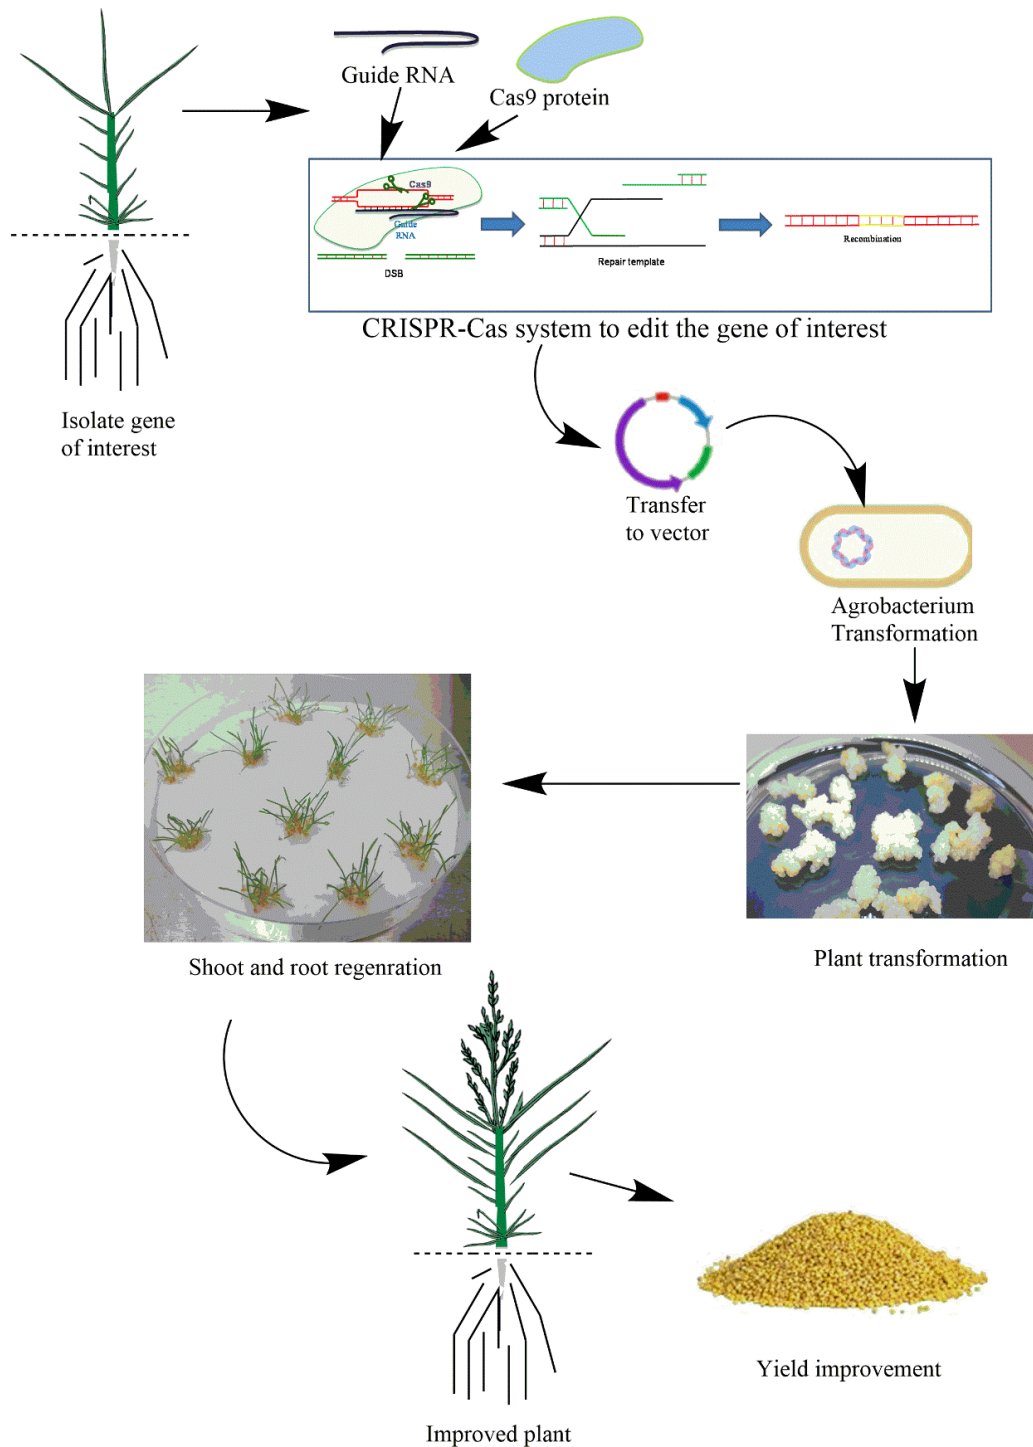 Guide RNA
Cas9 protein
Cas9
Guide
RNA
DSB
Repair template
Recombination
CRISPR-Cas system to edit the gene of interest
Isolate gene
of interest
Transfer
to vector
Agrobacterium
Transformation
Plant transformation
Shoot and root regenration
Improved plant
Yield improvement